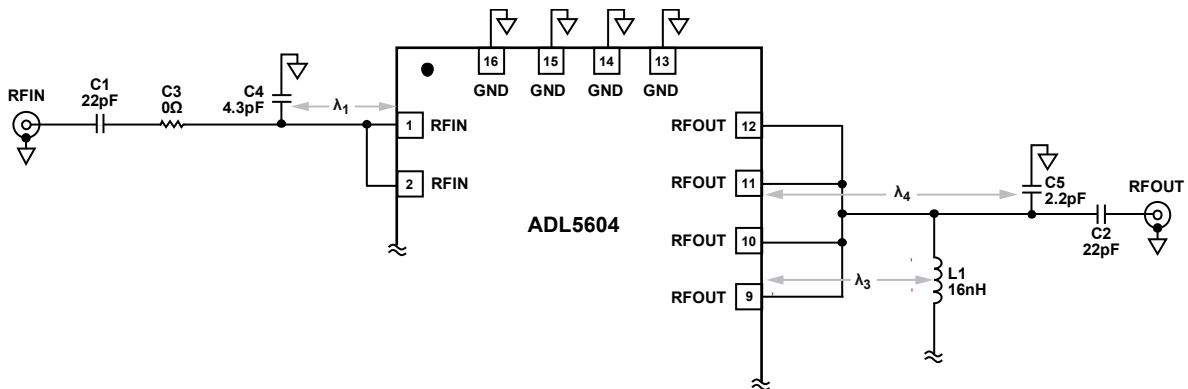 16 15 14 13
GND GND GND GND
RFIN
C1
22pF
C3
0Ω
C4
4.3pF
λ1
1 RFIN
2 RFIN
ADL5604
RFOUT 12
RFOUT 11
RFOUT 10
RFOUT 9
λ4
λ3
L1
16nH
C5
2.2pF
C2
22pF
RFOUT